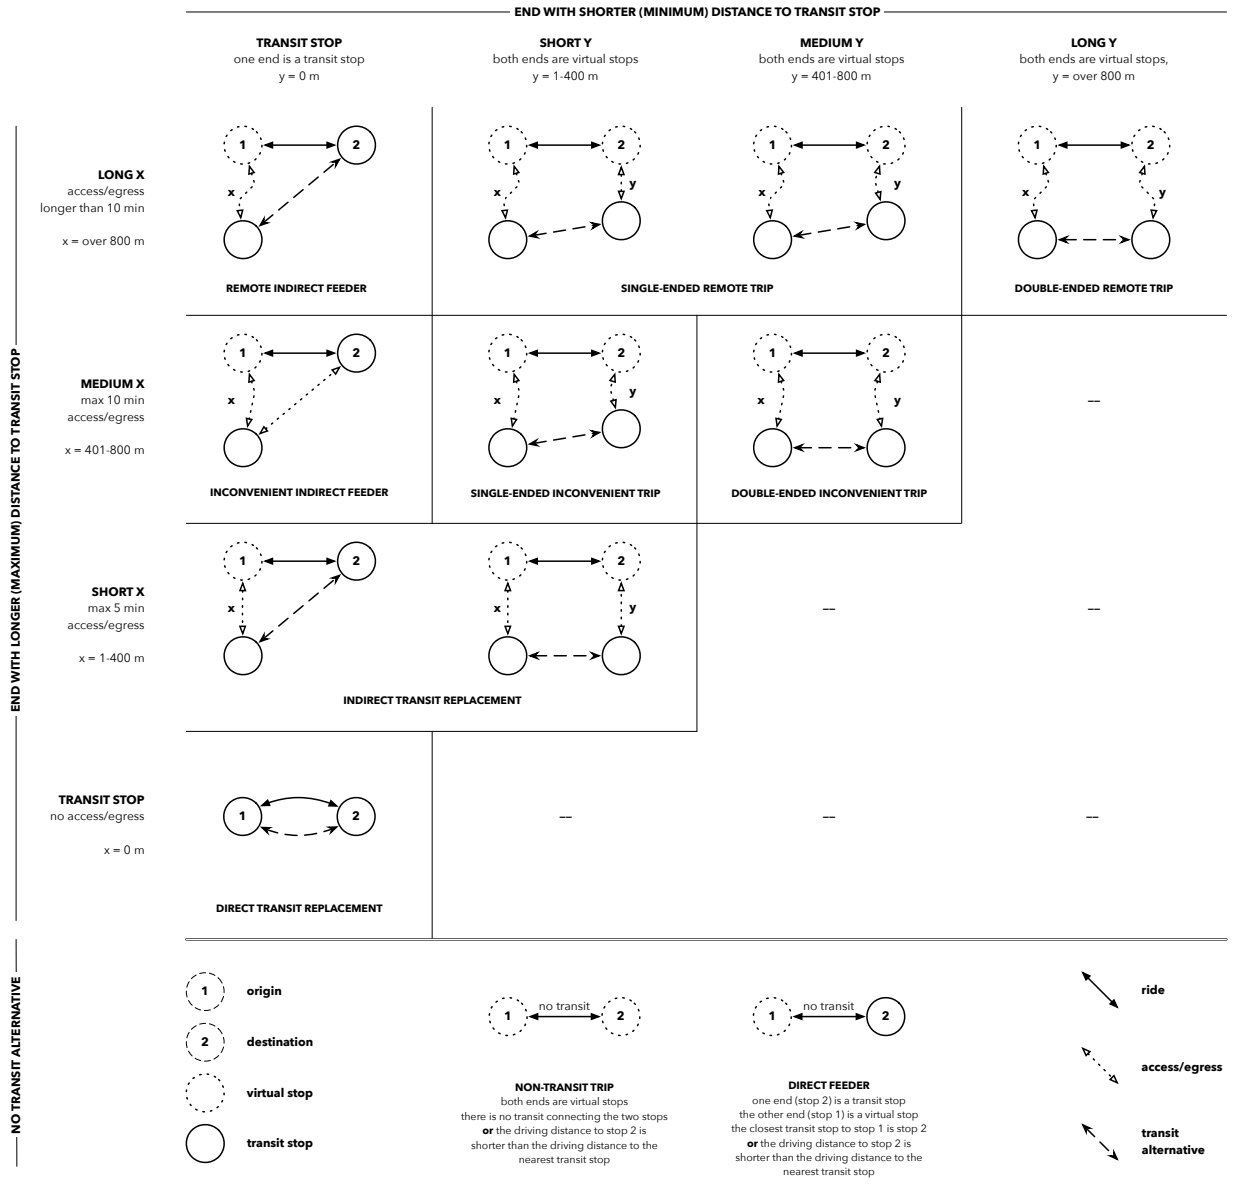 END WITH SHORTER (MINIMUM) DISTANCE TO TRANSIT STOP
TRANSIT STOP
one end is a transit stop
y = 0 m
SHORT Y
both ends are virtual stops
y = 1-400 m
MEDIUM Y
both ends are virtual stops
y = 401-800 m
LONG Y
both ends are virtual stops,
y = over 800 m
END WITH LONGER (MAXIMUM) DISTANCE TO TRANSIT STOP
LONG X
access/egress
longer than 10 min
x = over 800 m
1
2
x
REMOTE INDIRECT FEEDER
1
2
x
y
1
2
x
y
SINGLE-ENDED REMOTE TRIP
1
2
x
y
DOUBLE-ENDED REMOTE TRIP
MEDIUM X
max 10 min
access/egress
x = 401-800 m
1
2
x
INCONVENIENT INDIRECT FEEDER
1
2
x
y
SINGLE-ENDED INCONVENIENT TRIP
1
2
x
y
DOUBLE-ENDED INCONVENIENT TRIP
—
SHORT X
max 5 min
access/egress
x = 1-400 m
1
2
x
1
2
x
y
INDIRECT TRANSIT REPLACEMENT
—
—
TRANSIT STOP
no access/egress
x = 0 m
1
2
DIRECT TRANSIT REPLACEMENT
—
—
—
NO TRANSIT ALTERNATIVE
1
origin
2
destination
virtual stop
transit stop
1
no transit
2
NON-TRANSIT TRIP
both ends are virtual stops
there is no transit connecting the two stops
or the driving distance to stop 2 is
shorter than the driving distance to the
nearest transit stop
1
no transit
2
DIRECT FEEDER
one end (stop 2) is a transit stop
the other end (stop 1) is a virtual stop
the closest transit stop to stop 1 is stop 2
or the driving distance to stop 2 is
shorter than the driving distance to the
nearest transit stop
ride
access/egress
transit
alternative